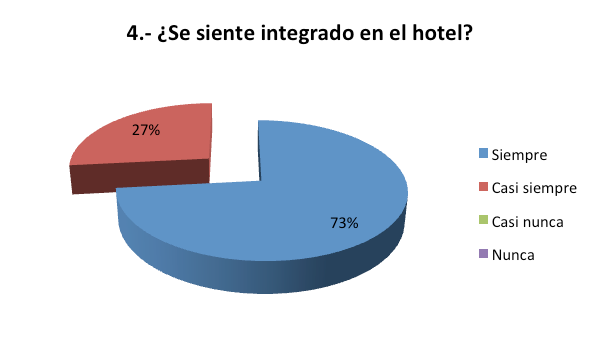 4.- ¿Se siente integrado en el hotel?
27%
73%
Siempre
Casi siempre
Casi nunca
Nunca